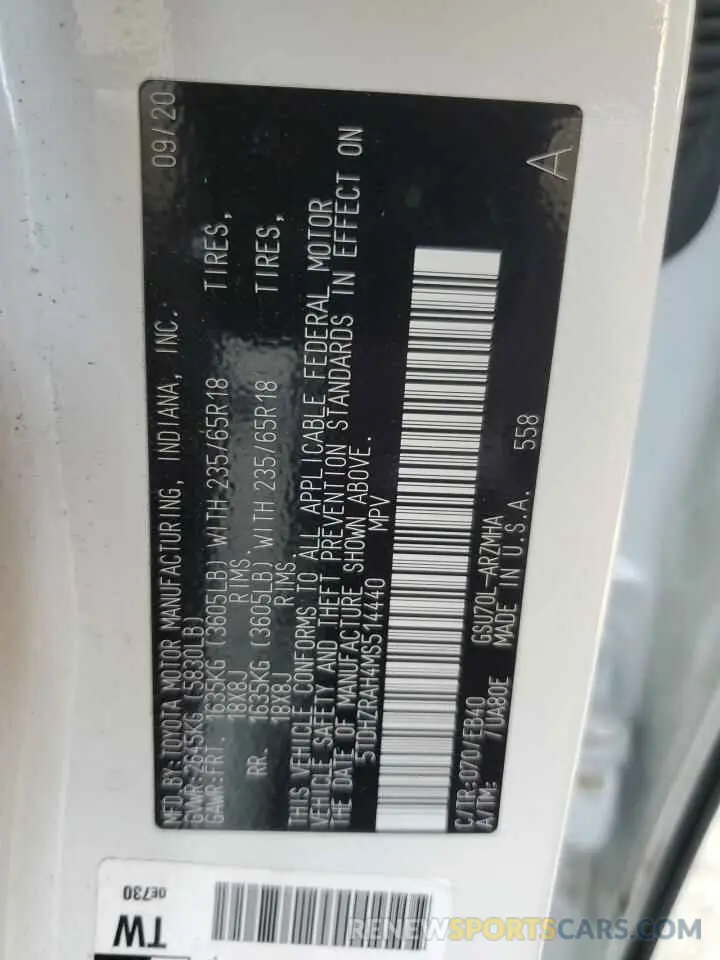 MFD.BY:TOYOTA MOTOR MANUFACTURING, INDIANA, INC. 09/20
GVWR:2645KG (5830LB)
GAWR:FRT. 1635KG (3605LB) WITH 235/65R18 TIRES,
18X8J RIMS.
RR. 1635KG (3605LB) WITH 235/65R18 TIRES,
18X8J RIMS.
THIS VEHICLE CONFORMS TO ALL APPLICABLE FEDERAL MOTOR
VEHICLE SAFETY AND THEFT PREVENTION STANDARDS IN EFFECT ON
THE DATE OF MANUFACTURE SHOWN ABOVE.
5TDHZRAH4MS514440 MPV
C/TR:070/EB40 GSU70L-ARZMHA
A/TM: /UA80E MADE IN U.S.A. 558 A
0E730
TW
RENEWSPORTSCARS.COM